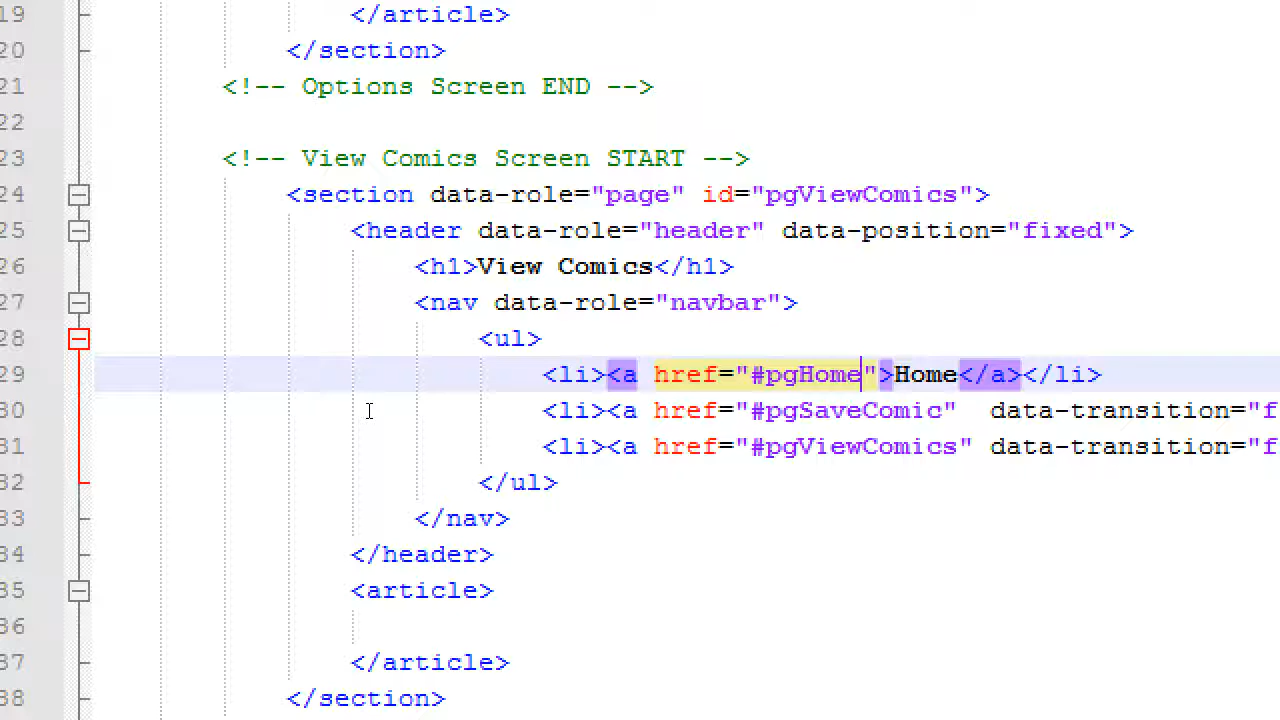 19 </article>
20 </section>
21 <!-- Options Screen END -->
22
23 <!-- View Comics Screen START -->
24 <section data-role="page" id="pgViewComics">
25 <header data-role="header" data-position="fixed">
26 <h1>View Comics</h1>
27 <nav data-role="navbar">
28 <ul>
29 <li><a href="#pgHome">Home</a></li>
30 <li><a href="#pgSaveComic" data-transition="f
31 <li><a href="#pgViewComics" data-transition="f
32 </ul>
33 </nav>
34 </header>
35 <article>
36
37 </article>
38 </section>